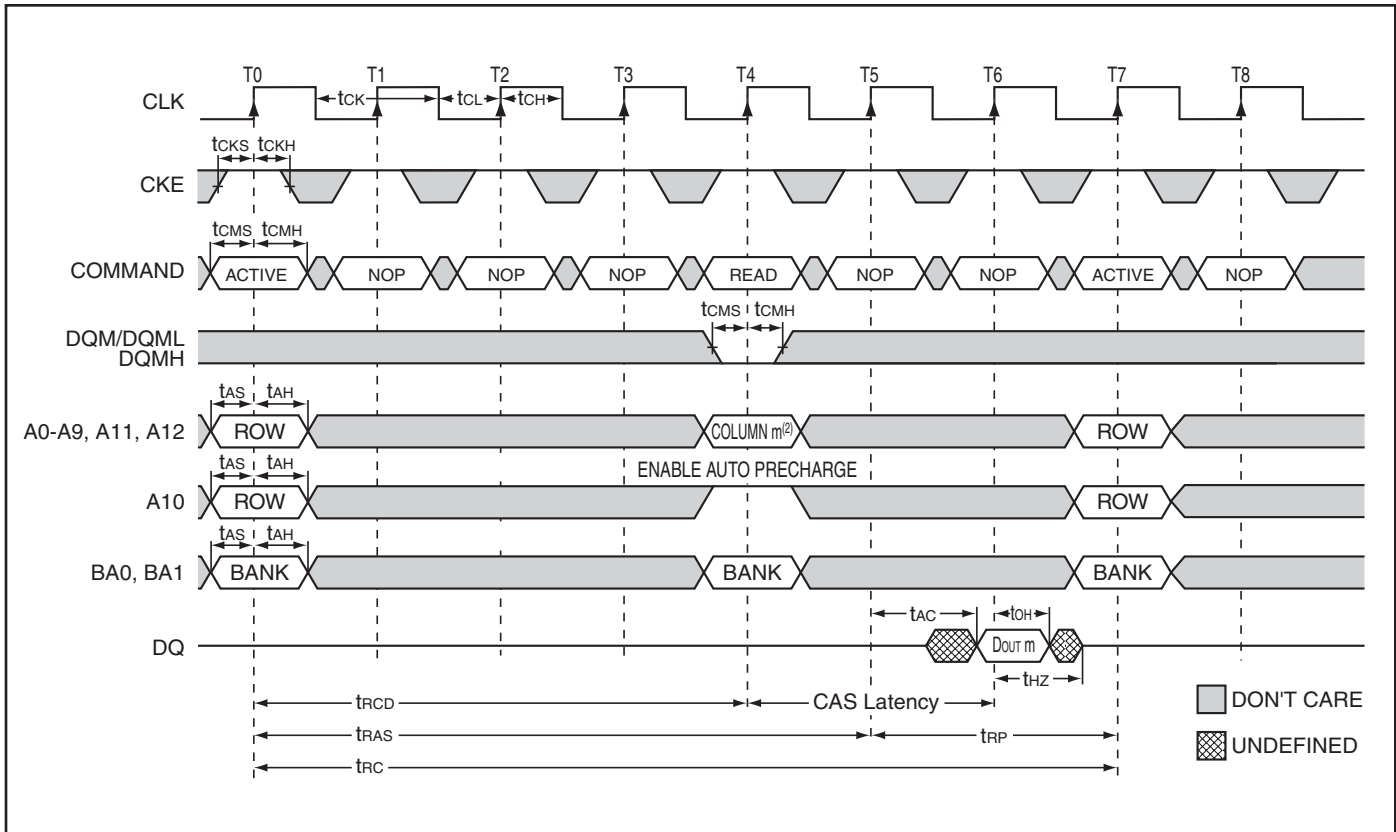 T0 T1 T2 T3 T4 T5 T6 T7 T8
CLK tCK tCL tCH
tCKS tCKH
CKE
tCMS tCMH
COMMAND ACTIVE NOP NOP NOP READ NOP NOP ACTIVE NOP
tCMS tCMH
DQM/DQML
DQMH
tAS tAH
A0-A9, A11, A12 ROW COLUMN m(2) ROW
tAS tAH ENABLE AUTO PRECHARGE
A10 ROW ROW
tAS tAH
BA0, BA1 BANK BANK BANK
tAC tOH
DQ DOUT m
tHZ
tRCD CAS Latency DON'T CARE
tRAS tRP UNDEFINED
tRC